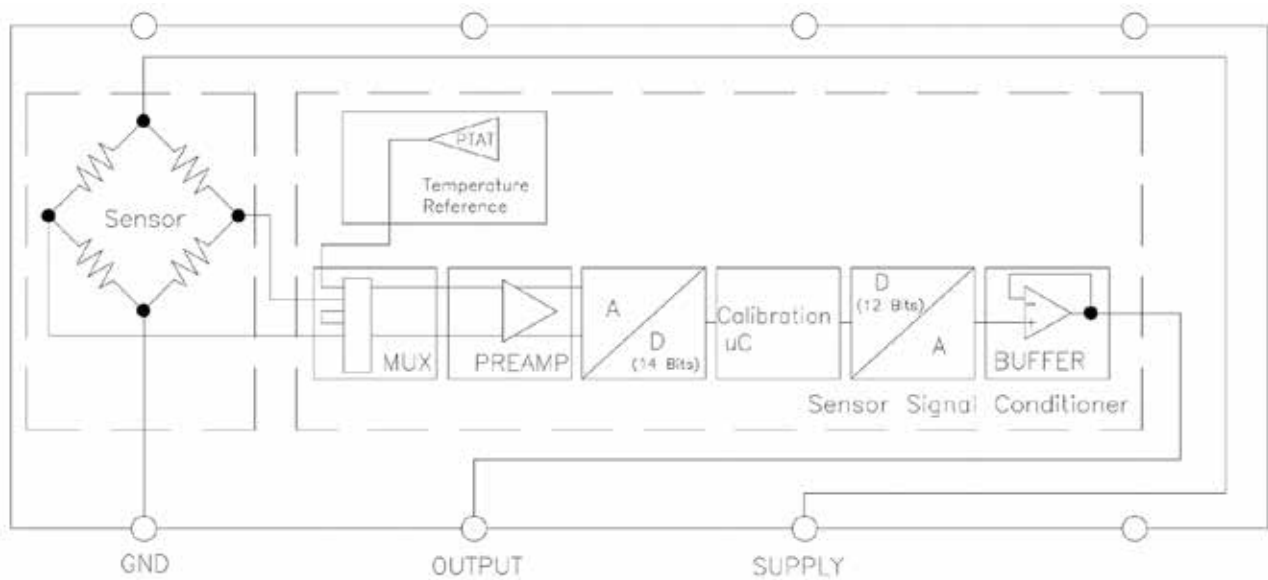 PTAT
Temperature
Reference
Sensor
MUX
PREAMP
A
D
(14 Bits)
Calibration
uC
D
(12 Bits)
A
BUFFER
Sensor Signal Conditioner
GND
OUTPUT
SUPPLY